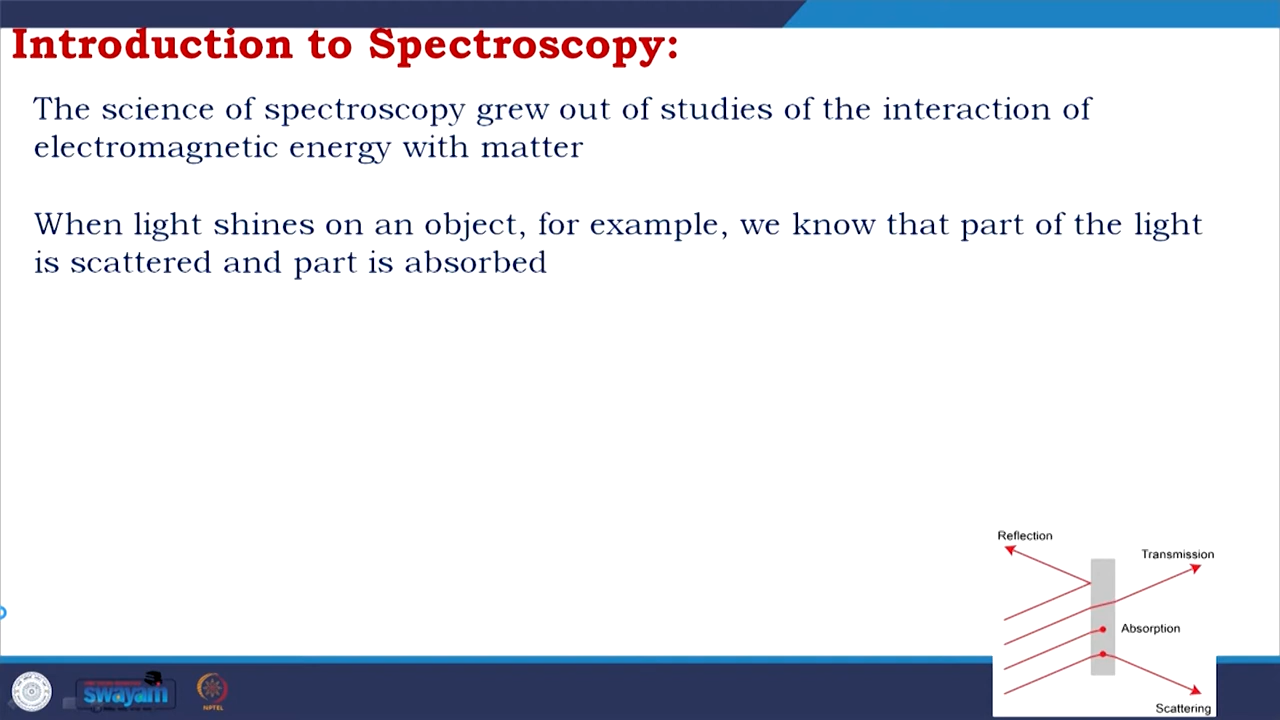 Introduction to Spectroscopy:
The science of spectroscopy grew out of studies of the interaction of
electromagnetic energy with matter
When light shines on an object, for example, we know that part of the light
is scattered and part is absorbed
Reflection
Transmission
Absorption
Scattering
swayam
NPTEL